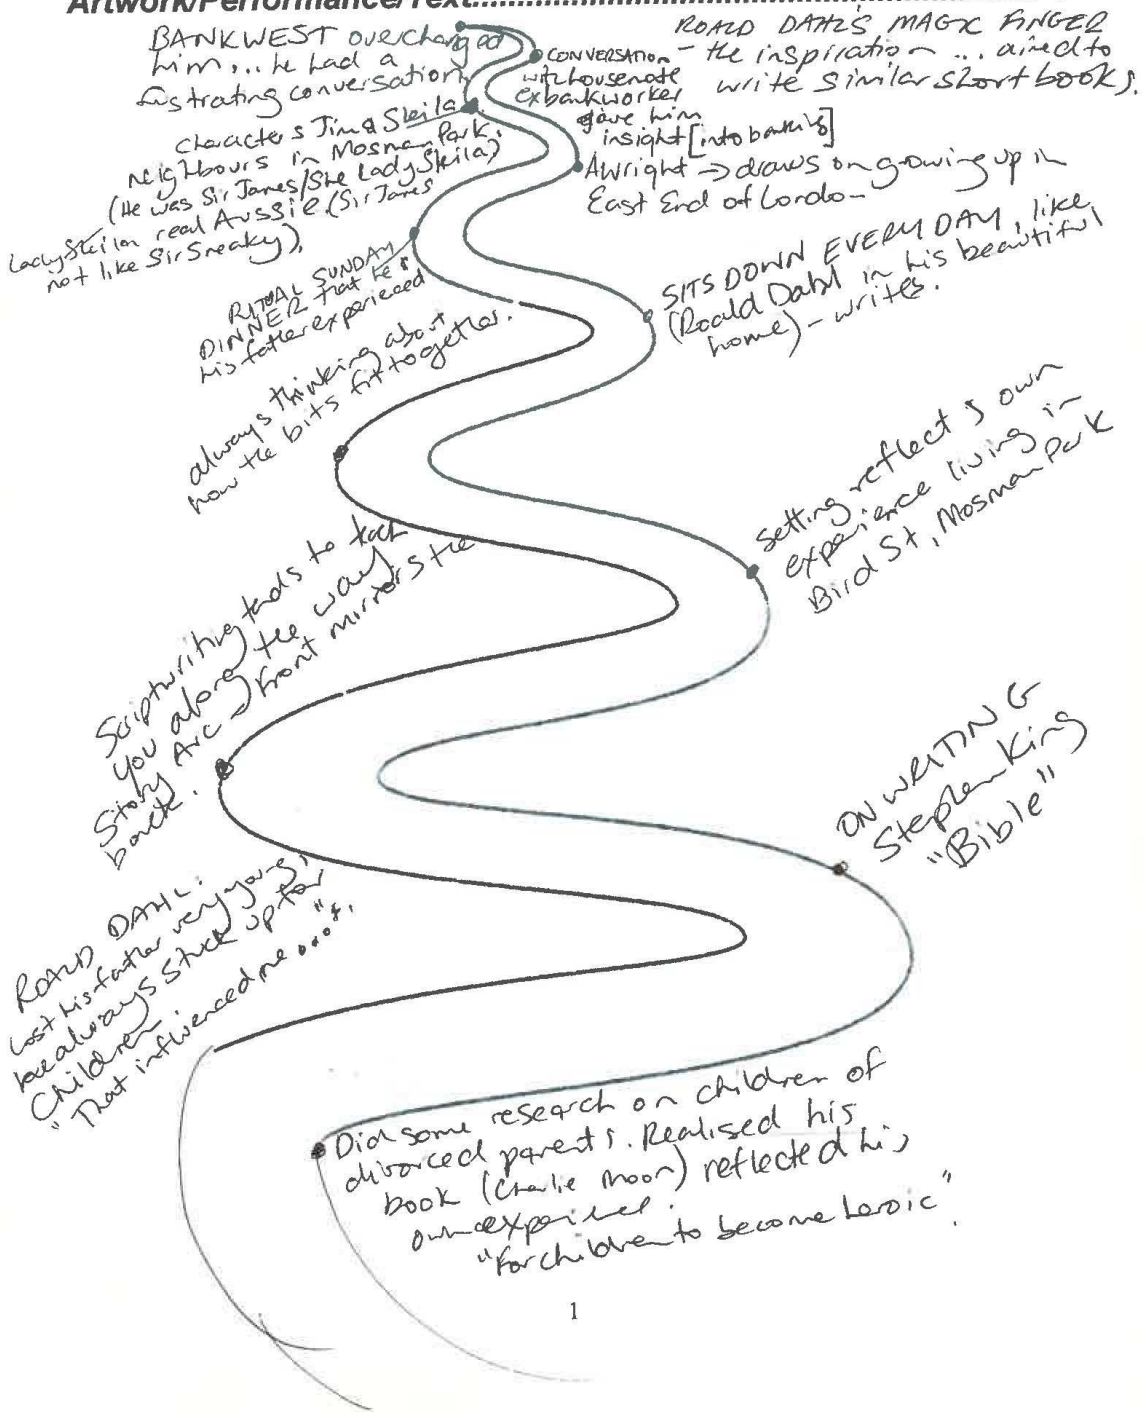 Artwork/Performance/Text..........
BANKWEST overcharged
him... he had a
fustrating conversation
ROALD DAHL'S MAGIC FINGER
- the inspiration ... aimed to
write similar short books.
CONVERSATION
with housemate
exbankworker
gave him
insight [into banking]
Characters Jim & Sheila
neighbours in Mosman Park.
(He was Sir James/She Lady Sheila)
Lady Sheila real Aussie. (Sir James
not like Sir Sneaky),
Awright → draws on growing up in
East End of London
RITUAL SUNDAY
DINNER that he &
his father experienced
SITS DOWN EVERYDAY, like,
(Roald Dahl in his beautiful
home) - writes.
always thinking about
how the bits fit together.
setting reflects own
experience living in
Bird St, Mosman Park
Scriptwriting tends to teach
you along the way
Story Arc → front mirrors the
back.
ON WRITING
Stephen King
"Bible"
ROALD DAHL:
Lost his father very young,
he always stuck up for
Children
"That influenced me ..."
Did some research on children of
divorced parents. Realised his
book (Charlie Moon) reflected his
own experience.
"For children to become heroic".
1